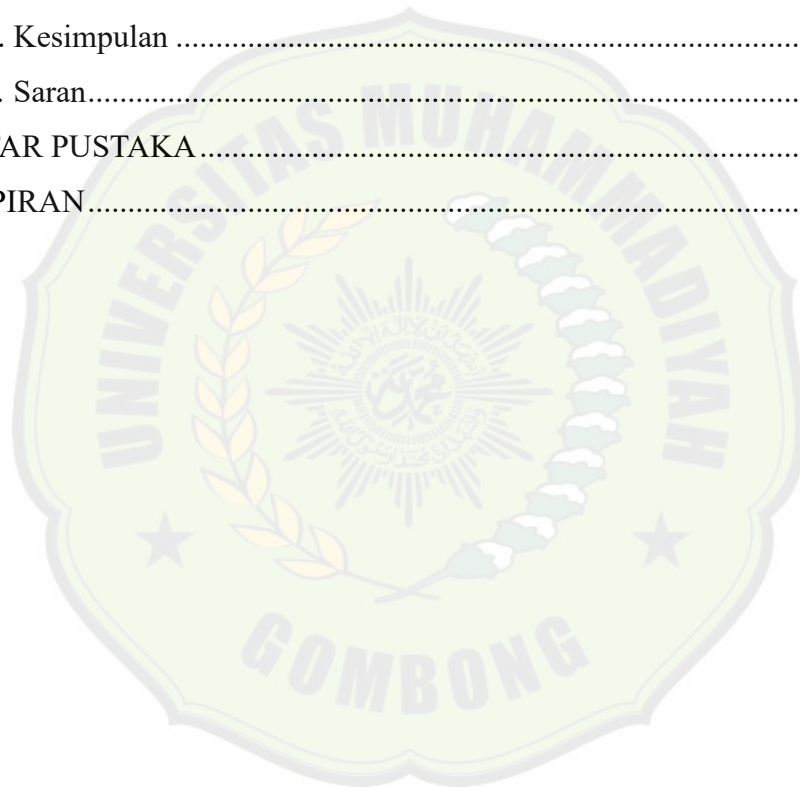 . Kesimpulan ................................................................................
. Saran...........................................................................................
AR PUSTAKA.............................................................................
PIRAN...........................................................................................
UNIVERSITAS MUHAMMADIYAH
GOMBONG